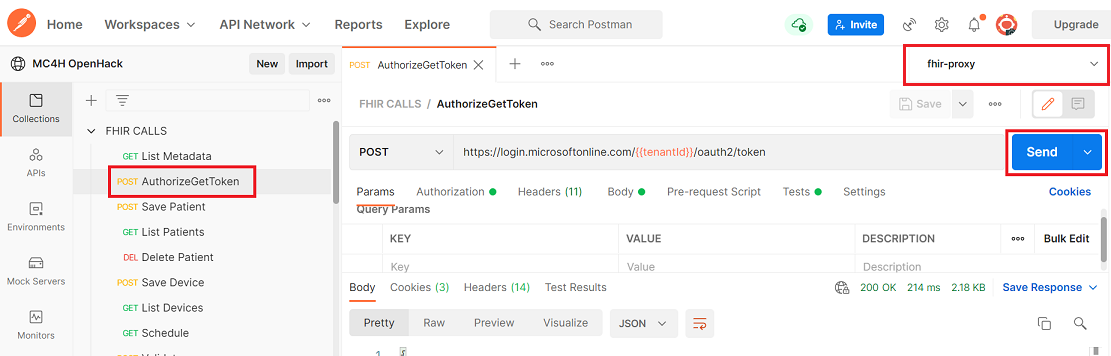 Home Workspaces API Network Reports Explore Search Postman Invite Upgrade
MC4H OpenHack New Import
POST AuthorizeGetToken
fhir-proxy
Collections
APIs
Environments
Mock Servers
Monitors
FHIR CALLS
GET List Metadata
POST AuthorizeGetToken
POST Save Patient
GET List Patients
DEL Delete Patient
POST Save Device
GET List Devices
GET Schedule
FHIR CALLS / AuthorizeGetToken
Save
POST https://login.microsoftonline.com/{{tenantId}}/oauth2/token Send
Params Authorization Headers (11) Body Pre-request Script Tests Settings Cookies
Query Params
KEY VALUE DESCRIPTION Bulk Edit
Key Value Description
Body Cookies (3) Headers (14) Test Results 200 OK 214 ms 2.18 KB Save Response
Pretty Raw Preview Visualize JSON
1 {